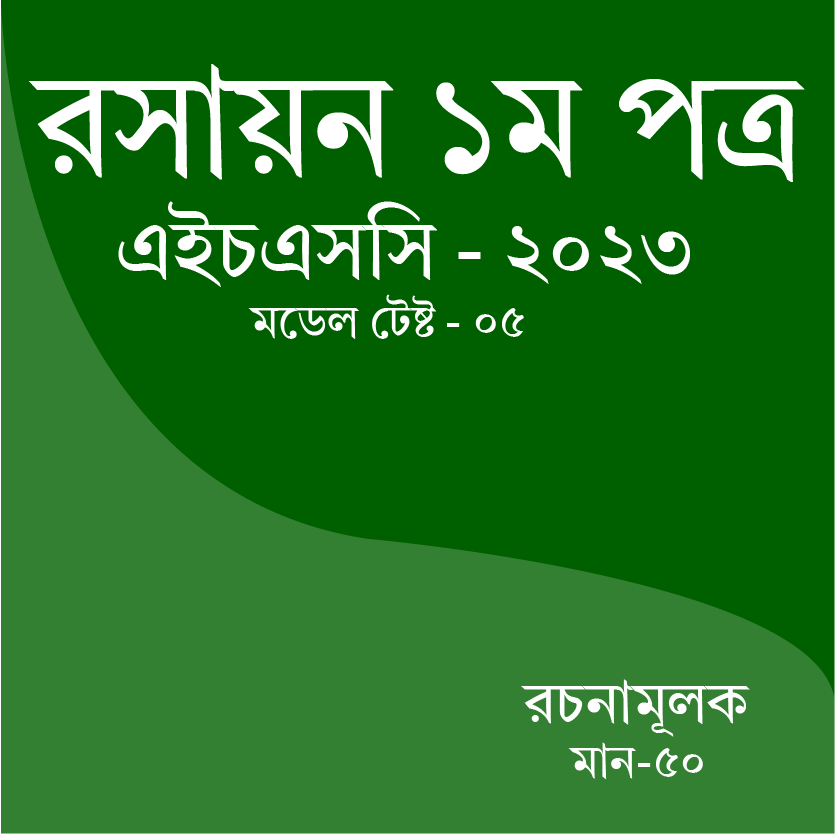 রসায়ন ১ম পত্র
এইচএসসি - ২০২৩
মডেল টেষ্ট - ০৫
রচনামূলক
মান-৫০